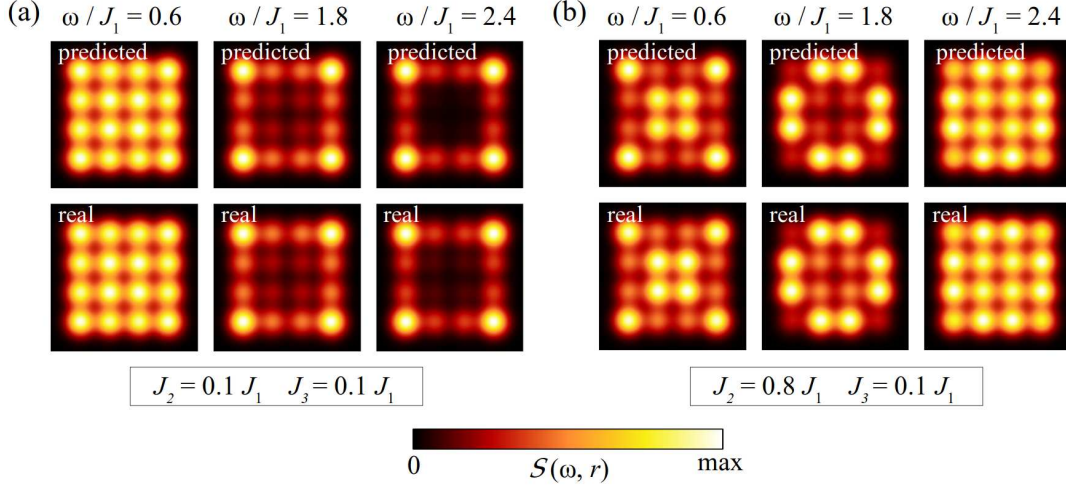 (a) ω / J₁ = 0.6 ω / J₁ = 1.8 ω / J₁ = 2.4
predicted predicted predicted
real real real
J₂ = 0.1 J₁ J₃ = 0.1 J₁
(b) ω / J₁ = 0.6 ω / J₁ = 1.8 ω / J₁ = 2.4
predicted predicted predicted
real real real
J₂ = 0.8 J₁ J₃ = 0.1 J₁
0 S(ω, r) max